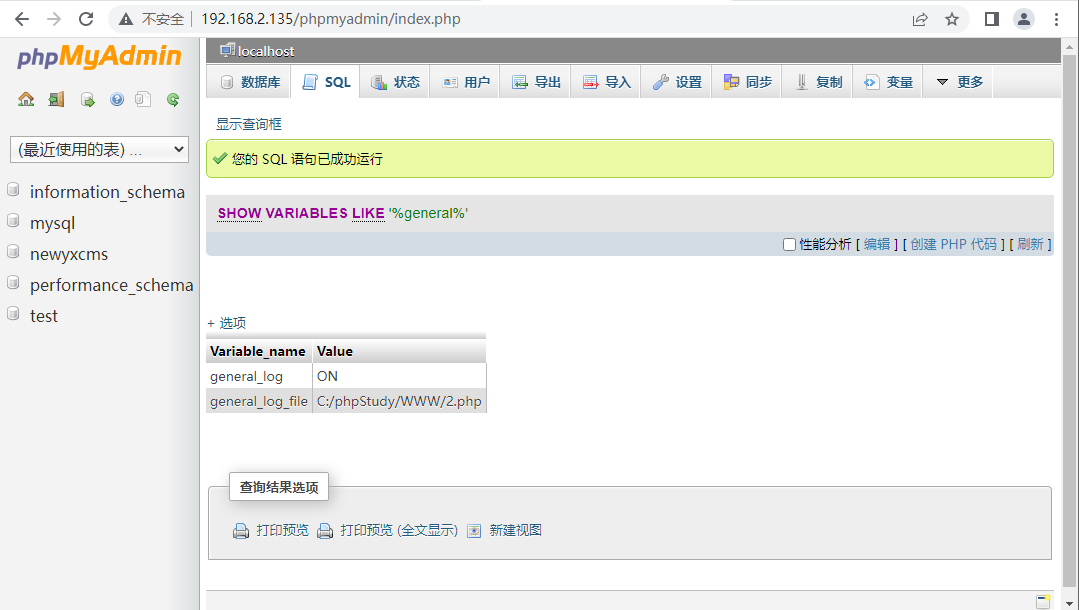 不安全 192.168.2.135/phpmyadmin/index.php
phpMyAdmin
(最近使用的表) ...
information_schema
mysql
newyxcms
performance_schema
test
localhost
数据库 SQL 状态 用户 导出 导入 设置 同步 复制 变量 更多
显示查询框
您的 SQL 语句已成功运行
SHOW VARIABLES LIKE '%general%'
性能分析 [ 编辑 ] [ 创建 PHP 代码 ] [ 刷新 ]
+ 选项
Variable_name Value
general_log ON
general_log_file C:/phpStudy/WWW/2.php
查询结果选项
打印预览 打印预览 (全文显示) 新建视图